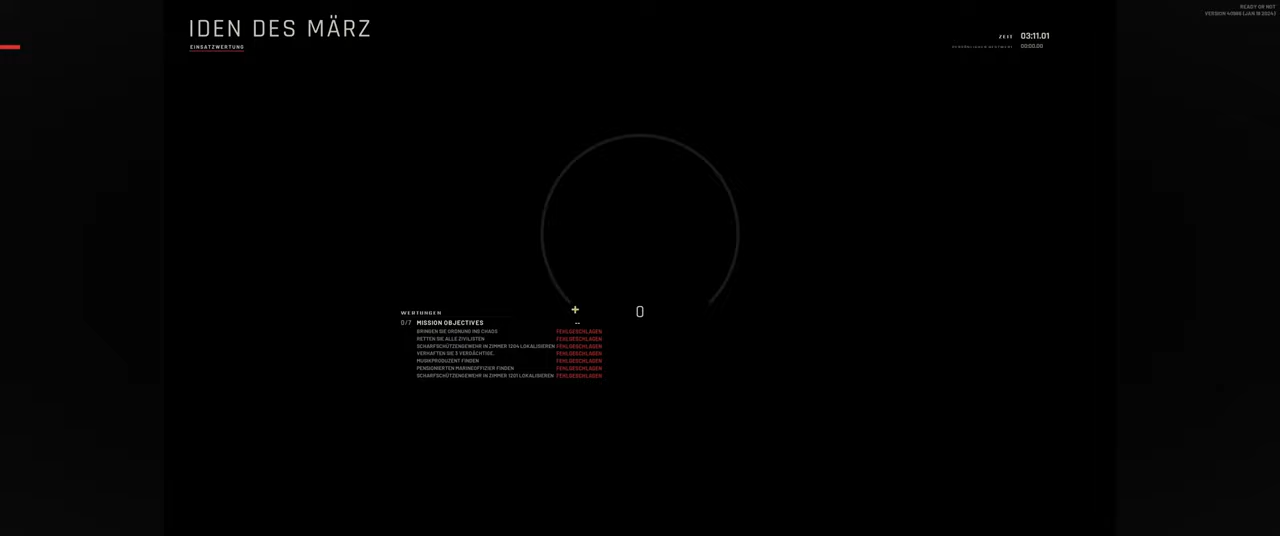 READY OR NOT
IDEN DES MÄRZ
EINSATZWERTUNG
ZEIT 03:11.01
00:00.00
0
WERTUNGEN +
0/7 MISSION OBJECTIVES --
BRINGEN SIE ORDNUNG INS CHAOS FEHLGESCHLAGEN
RETTEN SIE ALLE ZIVILISTEN FEHLGESCHLAGEN
SCHARFSCHÜTZENGEWEHR IN ZIMMER 1204 LOKALISIEREN FEHLGESCHLAGEN
VERHAFTEN SIE 3 VERDÄCHTIGE. FEHLGESCHLAGEN
MUSIKPRODUZENT FINDEN FEHLGESCHLAGEN
PENSIONIERTEN MARINEOFFIZIER FINDEN FEHLGESCHLAGEN
SCHARFSCHÜTZENGEWEHR IN ZIMMER 1201 LOKALISIEREN FEHLGESCHLAGEN